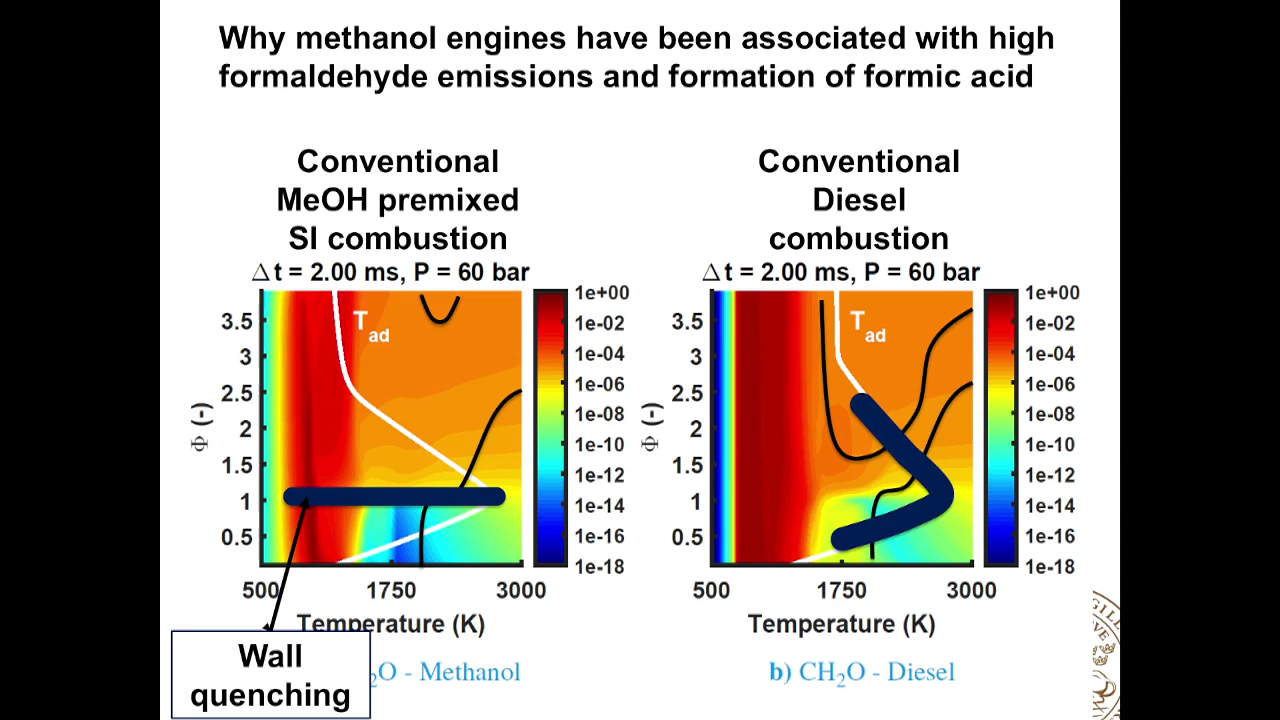 Why methanol engines have been associated with high
formaldehyde emissions and formation of formic acid
Conventional
MeOH premixed
SI combustion
Δt = 2.00 ms, P = 60 bar
T_ad
3.5
3
2.5
2
1.5
1
0.5
Φ (-)
500
1750
3000
Temperature (K)
1e+00
1e-02
1e-04
1e-06
1e-08
1e-10
1e-12
1e-14
1e-16
1e-18
Wall
quenching
₂O - Methanol
Conventional
Diesel
combustion
Δt = 2.00 ms, P = 60 bar
T_ad
3.5
3
2.5
2
1.5
1
0.5
Φ (-)
500
1750
3000
Temperature (K)
1e+00
1e-02
1e-04
1e-06
1e-08
1e-10
1e-12
1e-14
1e-16
1e-18
b) CH₂O - Diesel